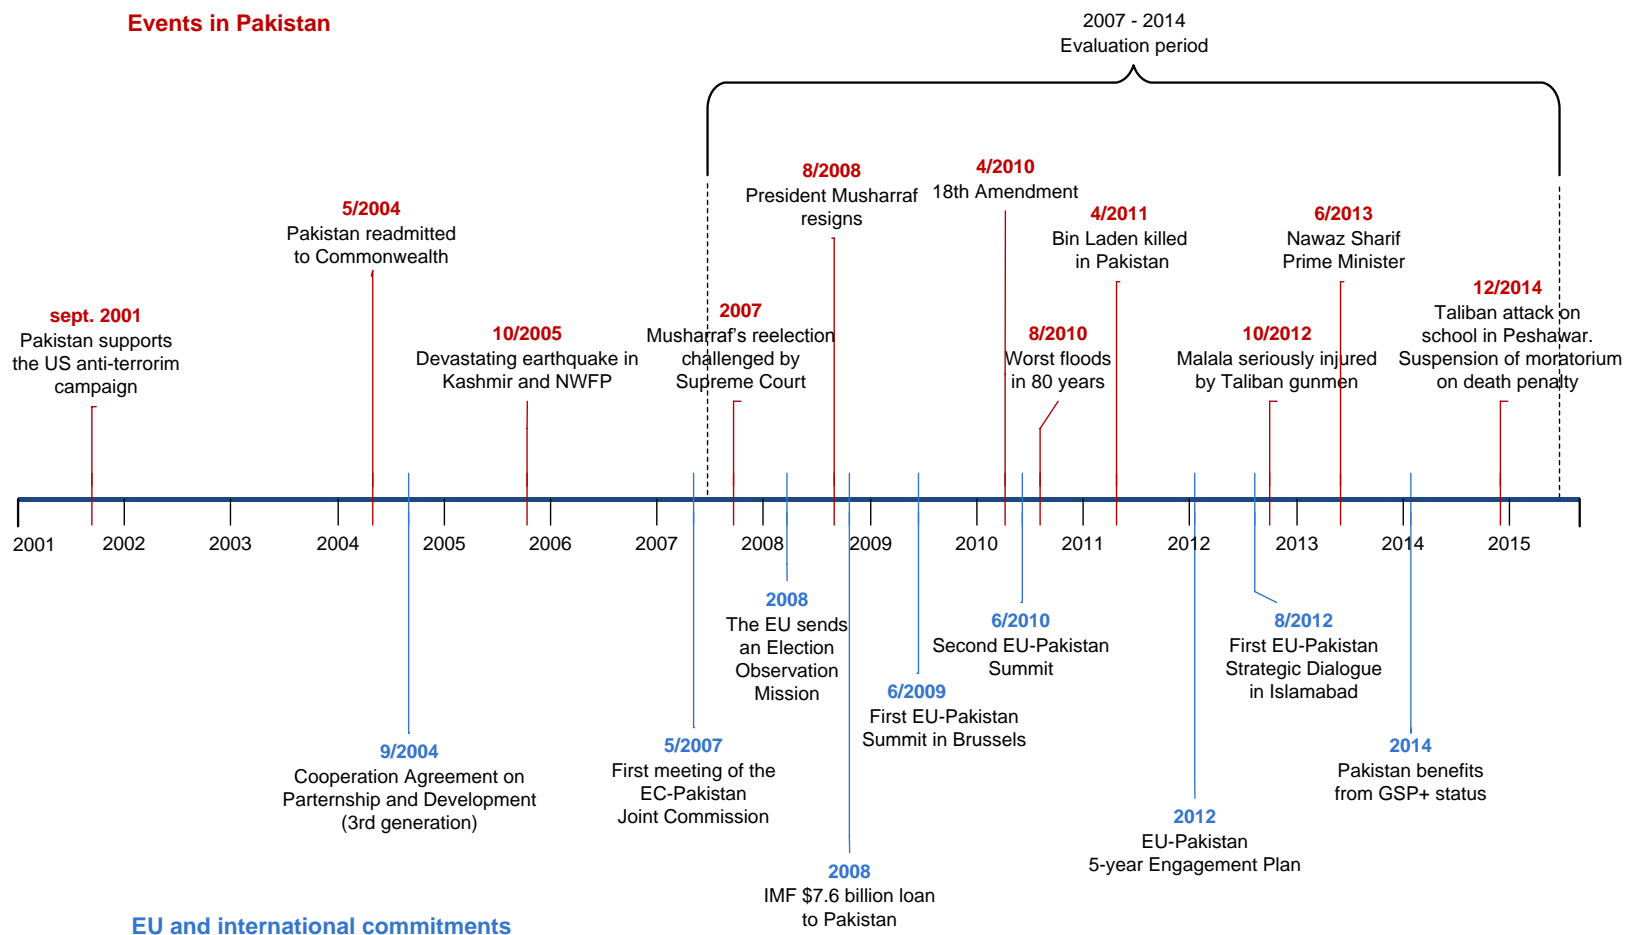 Events in Pakistan
2007 - 2014
Evaluation period
8/2008
President Musharraf
resigns
4/2010
18th Amendment
5/2004
Pakistan readmitted
to Commonwealth
4/2011
Bin Laden killed
in Pakistan
6/2013
Nawaz Sharif
Prime Minister
sept. 2001
Pakistan supports
the US anti-terrorim
campaign
10/2005
Devastating earthquake in
Kashmir and NWFP
2007
Musharraf's reelection
challenged by
Supreme Court
8/2010
Worst floods
in 80 years
10/2012
Malala seriously injured
by Taliban gunmen
12/2014
Taliban attack on
school in Peshawar.
Suspension of moratorium
on death penalty
2001 2002 2003 2004 2005 2006 2007 2008 2009 2010 2011 2012 2013 2014 2015
9/2004
Cooperation Agreement on
Parternship and Development
(3rd generation)
5/2007
First meeting of the
EC-Pakistan
Joint Commission
2008
The EU sends
an Election
Observation
Mission
2008
IMF $7.6 billion loan
to Pakistan
6/2009
First EU-Pakistan
Summit in Brussels
6/2010
Second EU-Pakistan
Summit
2012
EU-Pakistan
5-year Engagement Plan
8/2012
First EU-Pakistan
Strategic Dialogue
in Islamabad
2014
Pakistan benefits
from GSP+ status
EU and international commitments